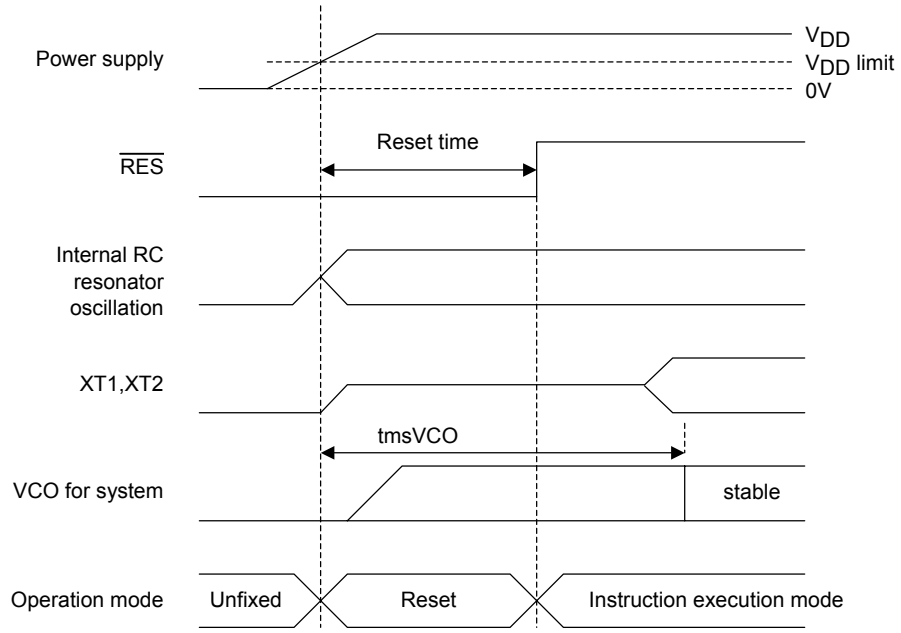 Power supply
VDD
VDD limit
0V
RES
Reset time
Internal RC
resonator
oscillation
XT1,XT2
tmsVCO
VCO for system
stable
Operation mode
Unfixed
Reset
Instruction execution mode